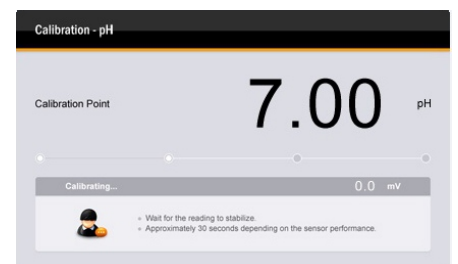 Calibration - pH
Calibration Point 7.00 pH
Calibrating... 0.0 mV
Wait for the reading to stabilize.
Approximately 30 seconds depending on the sensor performance.